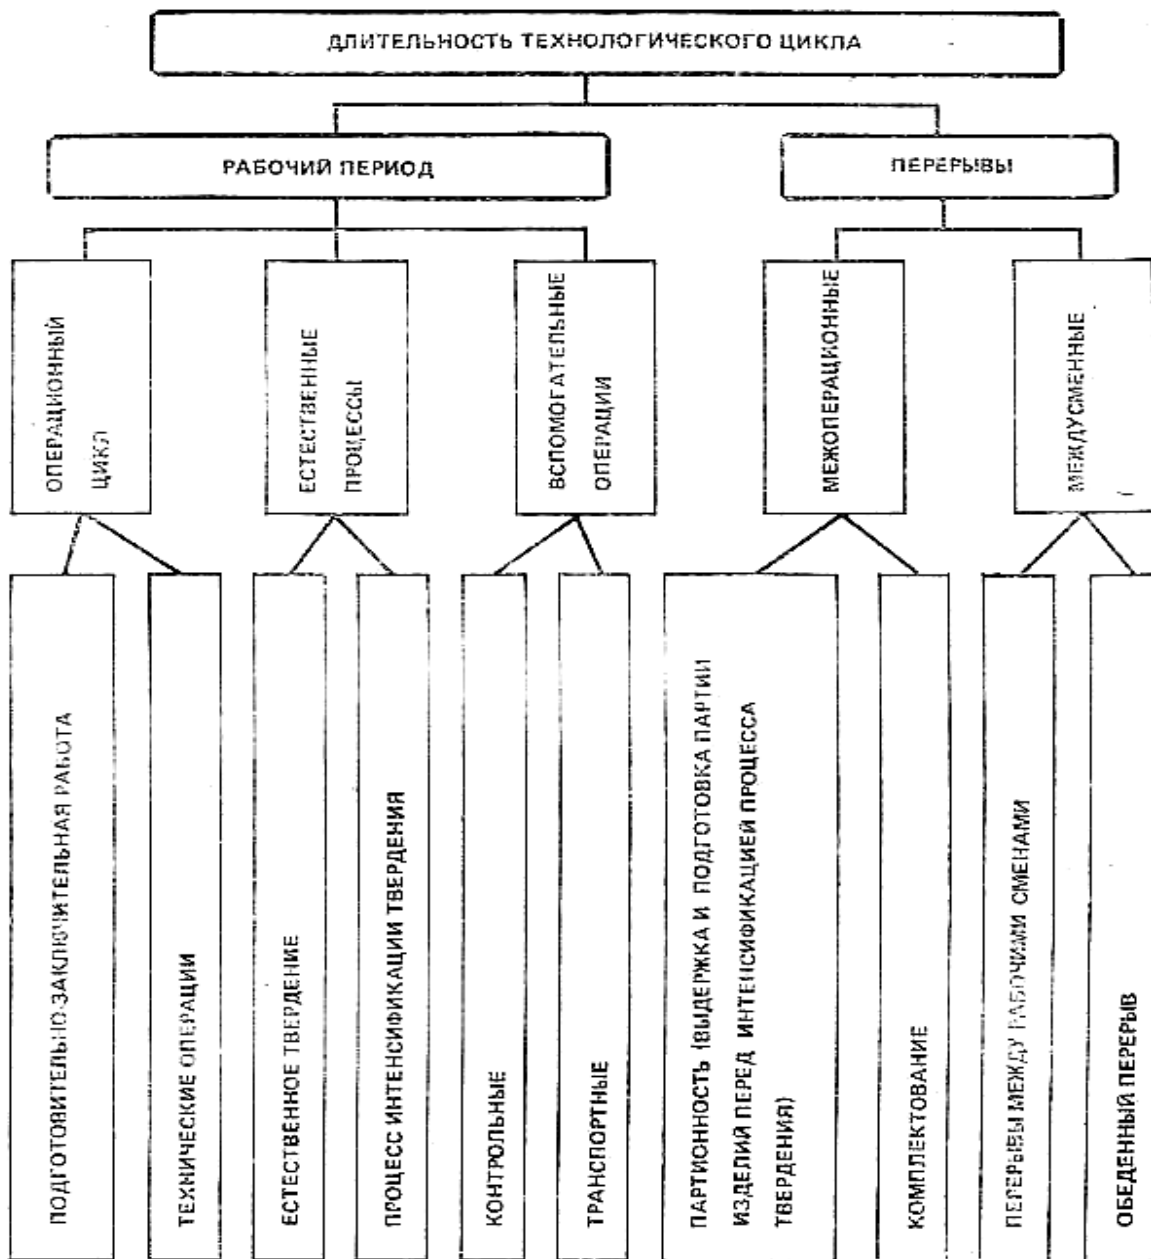 ДЛИТЕЛЬНОСТЬ ТЕХНОЛОГИЧЕСКОГО ЦИКЛА
РАБОЧИЙ ПЕРИОД
ПЕРЕРЫВЫ
ОПЕРАЦИОННЫЙ
ЦИКЛ
ЕСТЕСТВЕННЫЕ
ПРОЦЕССЫ
ВСПОМОГАТЕЛЬНЫЕ
ОПЕРАЦИИ
МЕЖОПЕРАЦИОННЫЕ
МЕЖДУСМЕННЫЕ
ПОДГОТОВИТЕЛЬНО-ЗАКЛЮЧИТЕЛЬНАЯ РАБОТА
ТЕХНИЧЕСКИЕ ОПЕРАЦИИ
ЕСТЕСТВЕННОЕ ТВЕРДЕНИЕ
ПРОЦЕСС ИНТЕНСИФИКАЦИИ ТВЕРДЕНИЯ
КОНТРОЛЬНЫЕ
ТРАНСПОРТНЫЕ
ПАРТИОННОСТЬ (ВЫДЕРЖКА И ПОДГОТОВКА ПАРТИИ
ИЗДЕЛИЙ ПЕРЕД ИНТЕНСИФИКАЦИЕЙ ПРОЦЕССА
ТВЕРДЕНИЯ)
КОМПЛЕКТОВАНИЕ
ПЕРЕРЫВЫ МЕЖДУ РАБОЧИМИ СМЕНАМИ
ОБЕДЕННЫЙ ПЕРЕРЫВ